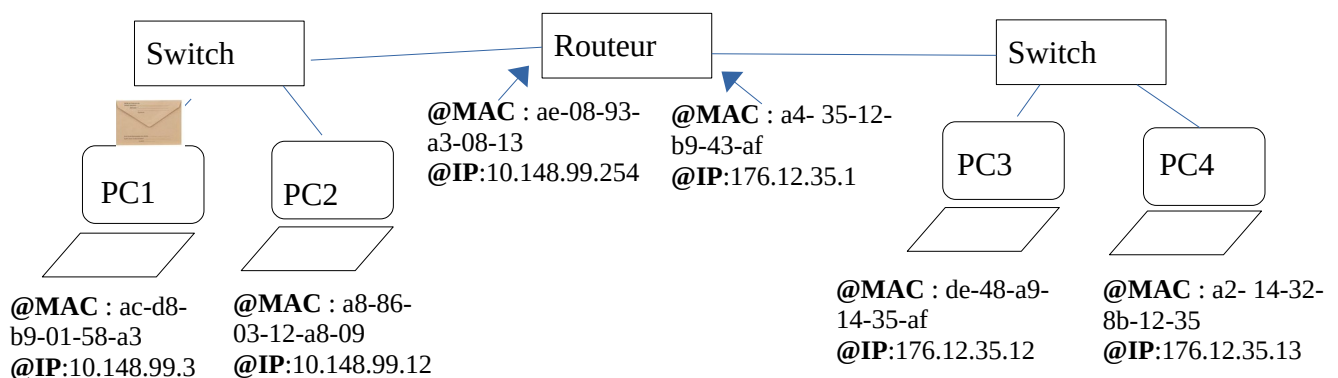 Switch
Routeur
Switch
@MAC : ae-08-93-
a3-08-13
@IP:10.148.99.254
@MAC : a4- 35-12-
b9-43-af
@IP:176.12.35.1
PC1
PC2
PC3
PC4
@MAC : ac-d8-
b9-01-58-a3
@IP:10.148.99.3
@MAC : a8-86-
03-12-a8-09
@IP:10.148.99.12
@MAC : de-48-a9-
14-35-af
@IP:176.12.35.12
@MAC : a2- 14-32-
8b-12-35
@IP:176.12.35.13